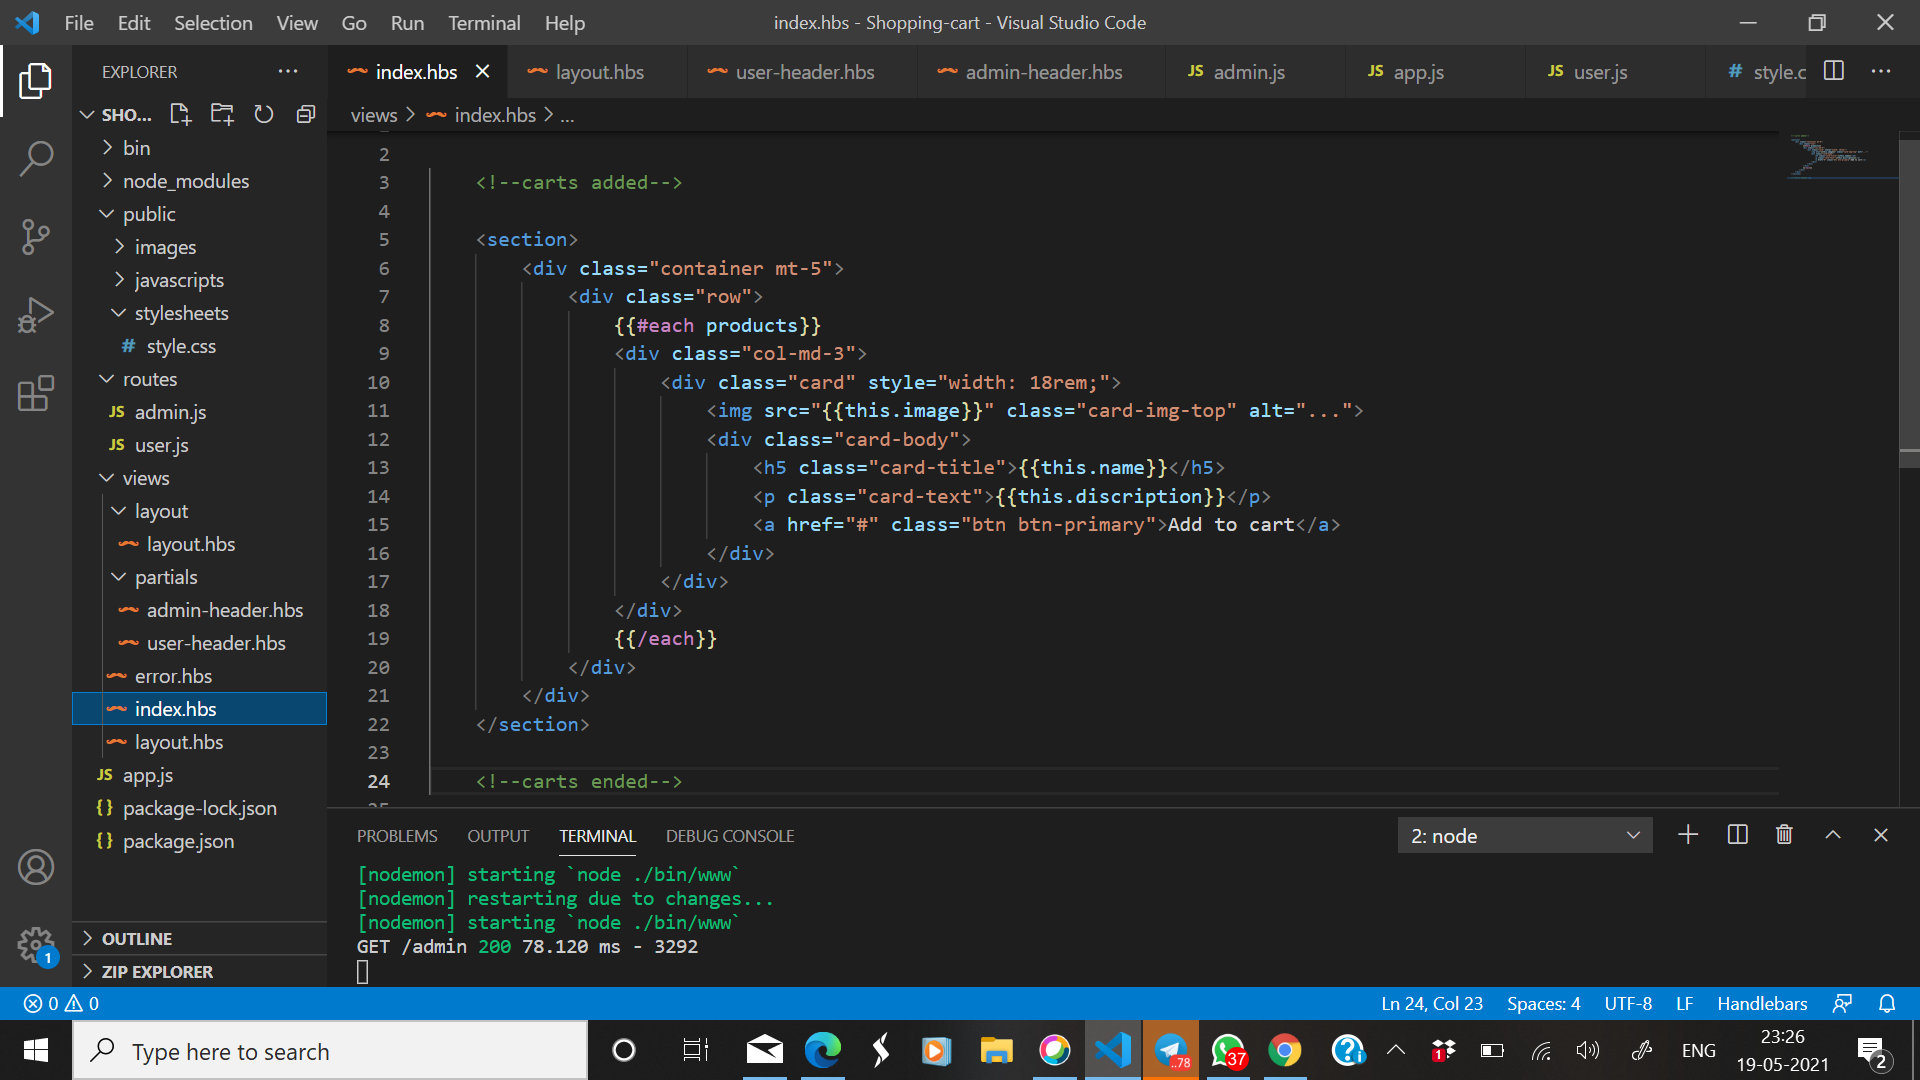 File Edit Selection View Go Run Terminal Help
index.hbs - Shopping-cart - Visual Studio Code
EXPLORER
index.hbs
layout.hbs
user-header.hbs
admin-header.hbs
JS admin.js
JS app.js
JS user.js
# style.c
SHO...
views > index.hbs > ...
bin
node_modules
public
images
javascripts
stylesheets
# style.css
routes
JS admin.js
JS user.js
views
layout
layout.hbs
partials
admin-header.hbs
user-header.hbs
error.hbs
index.hbs
layout.hbs
JS app.js
{} package-lock.json
{} package.json
OUTLINE
ZIP EXPLORER
2
3 <!--carts added-->
4
5 <section>
6 <div class="container mt-5">
7 <div class="row">
8 {{#each products}}
9 <div class="col-md-3">
10 <div class="card" style="width: 18rem;">
11 <img src="{{this.image}}" class="card-img-top" alt="...">
12 <div class="card-body">
13 <h5 class="card-title">{{this.name}}</h5>
14 <p class="card-text">{{this.discription}}</p>
15 <a href="#" class="btn btn-primary">Add to cart</a>
16 </div>
17 </div>
18 </div>
19 {{/each}}
20 </div>
21 </div>
22 </section>
23
24 <!--carts ended-->
PROBLEMS OUTPUT TERMINAL DEBUG CONSOLE
2: node
[nodemon] starting `node ./bin/www`
[nodemon] restarting due to changes...
[nodemon] starting `node ./bin/www`
GET /admin 200 78.120 ms - 3292
1
0 0
Ln 24, Col 23 Spaces: 4 UTF-8 LF Handlebars
Type here to search
..78
37
1
ENG
23:26
19-05-2021
2